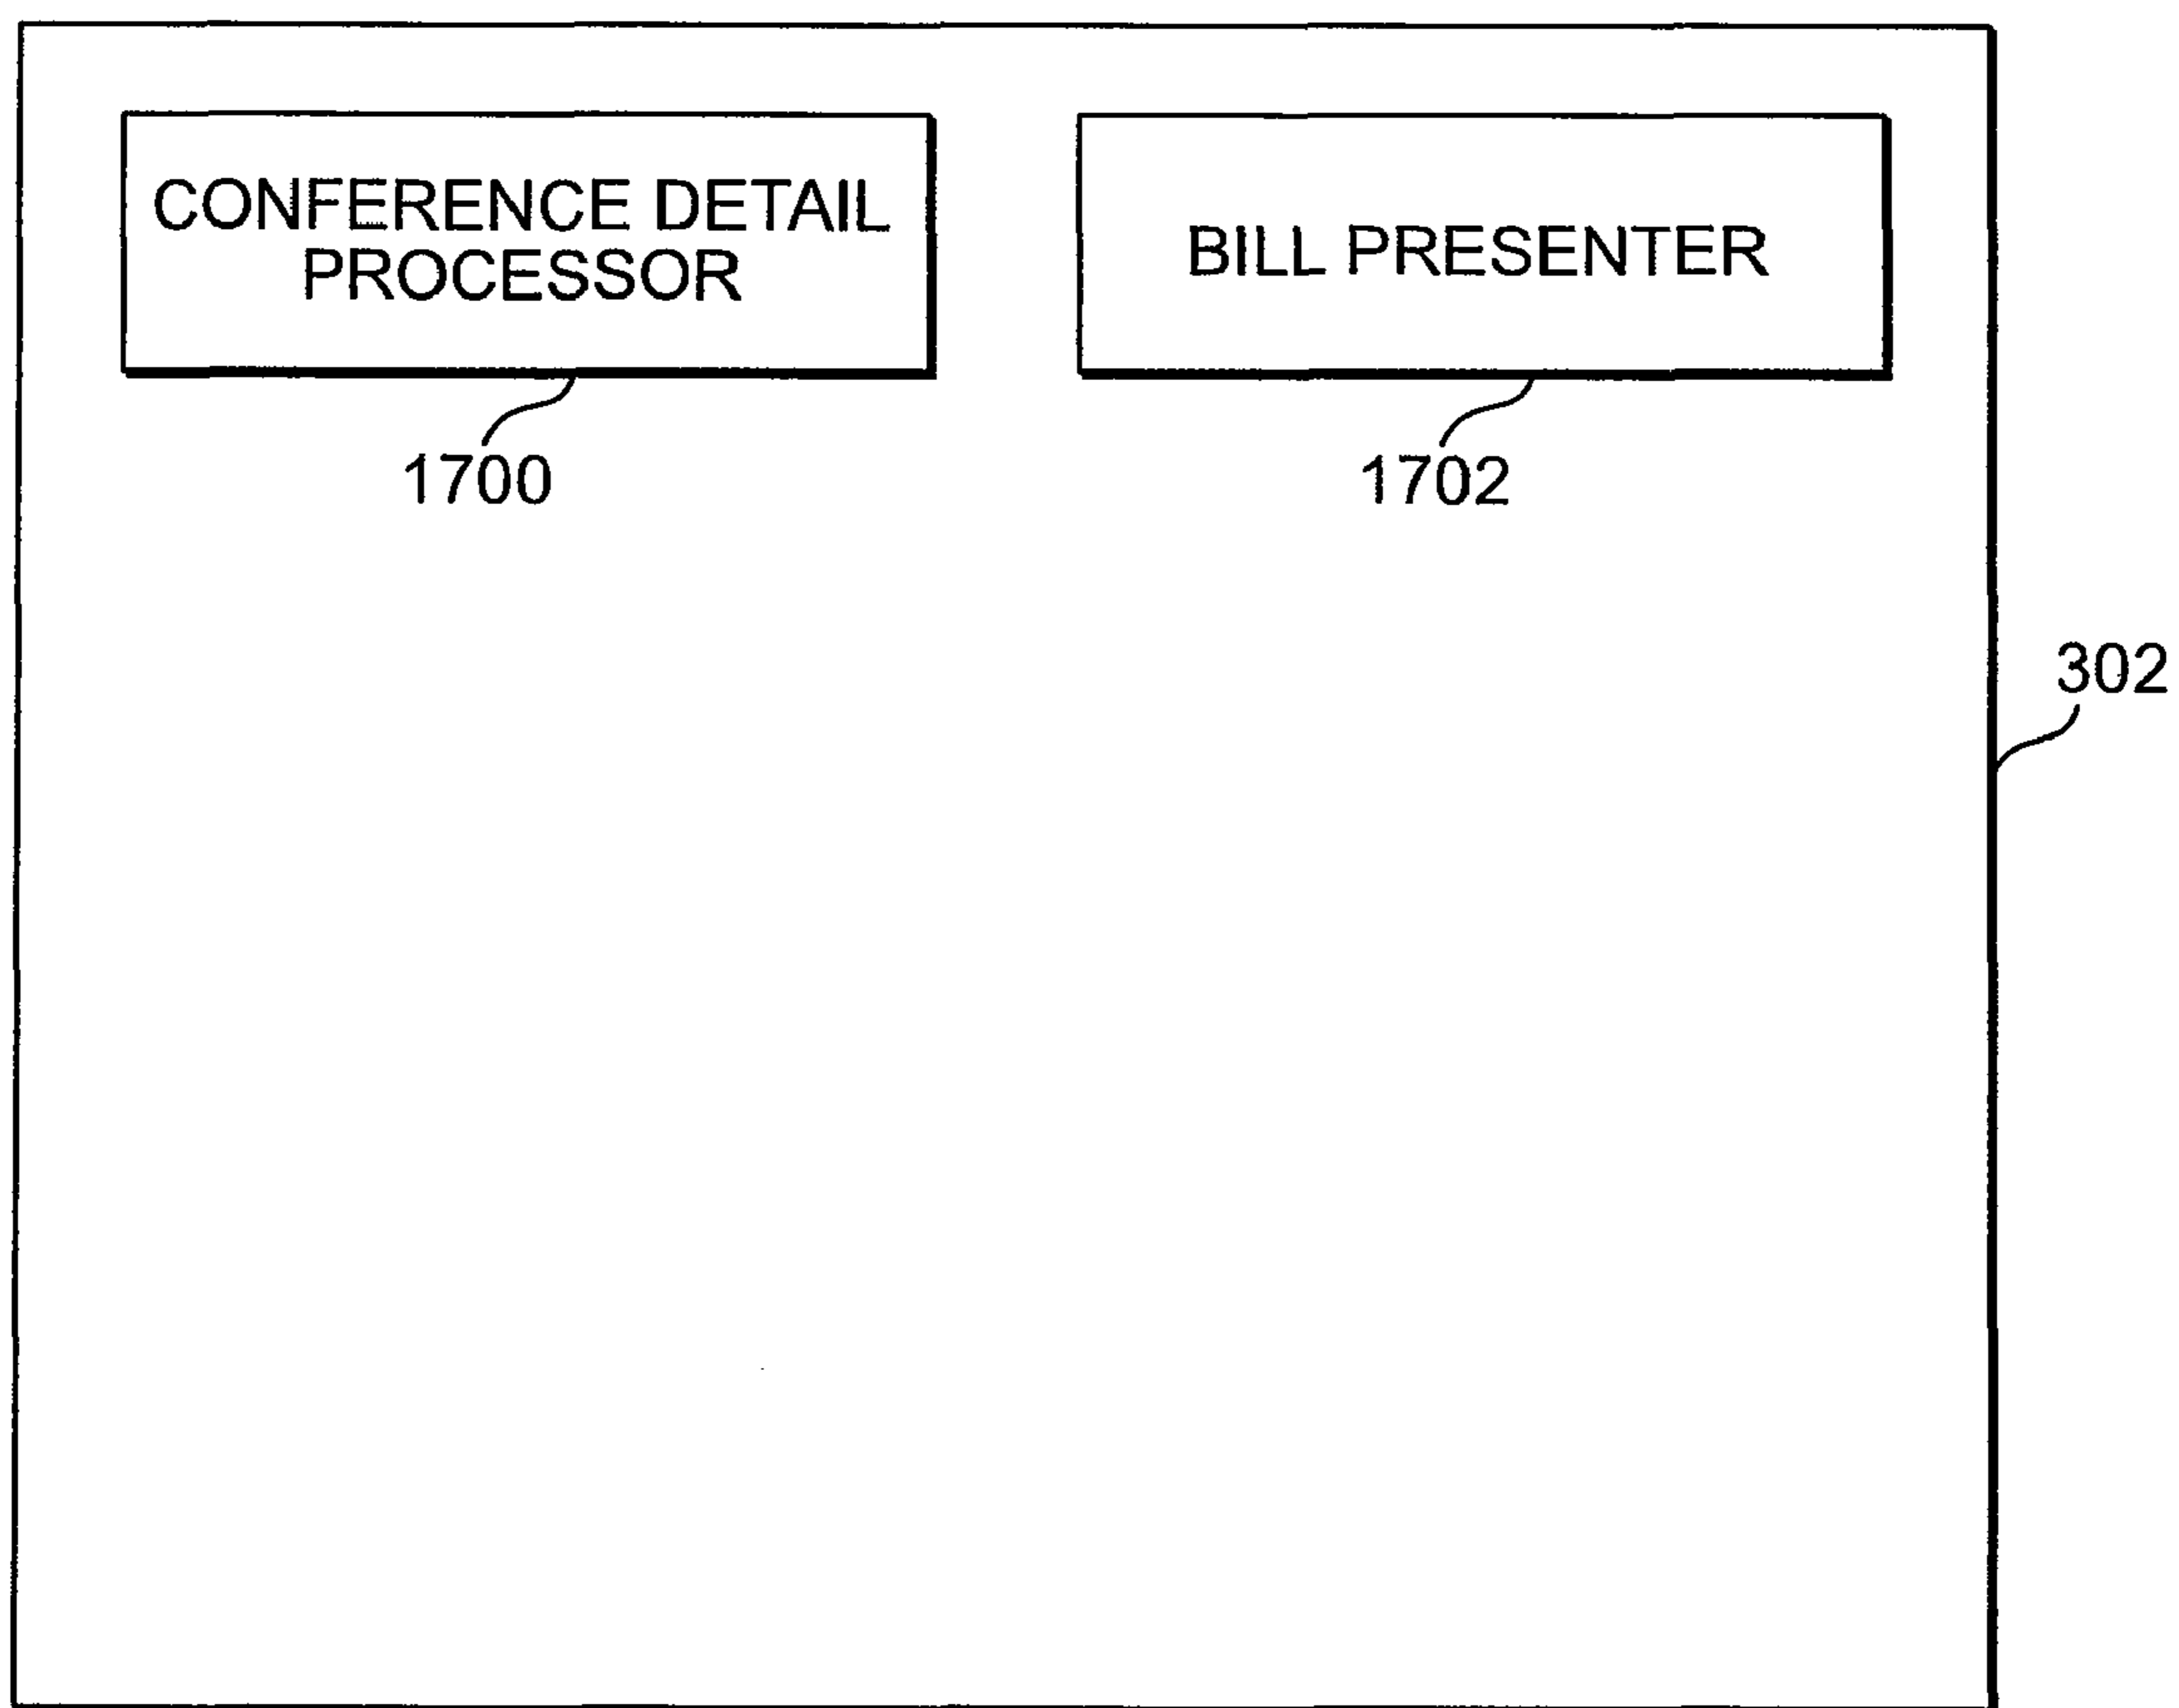 CONFERENCE DETAIL
PROCESSOR
BILL PRESENTER
1700
1702
302